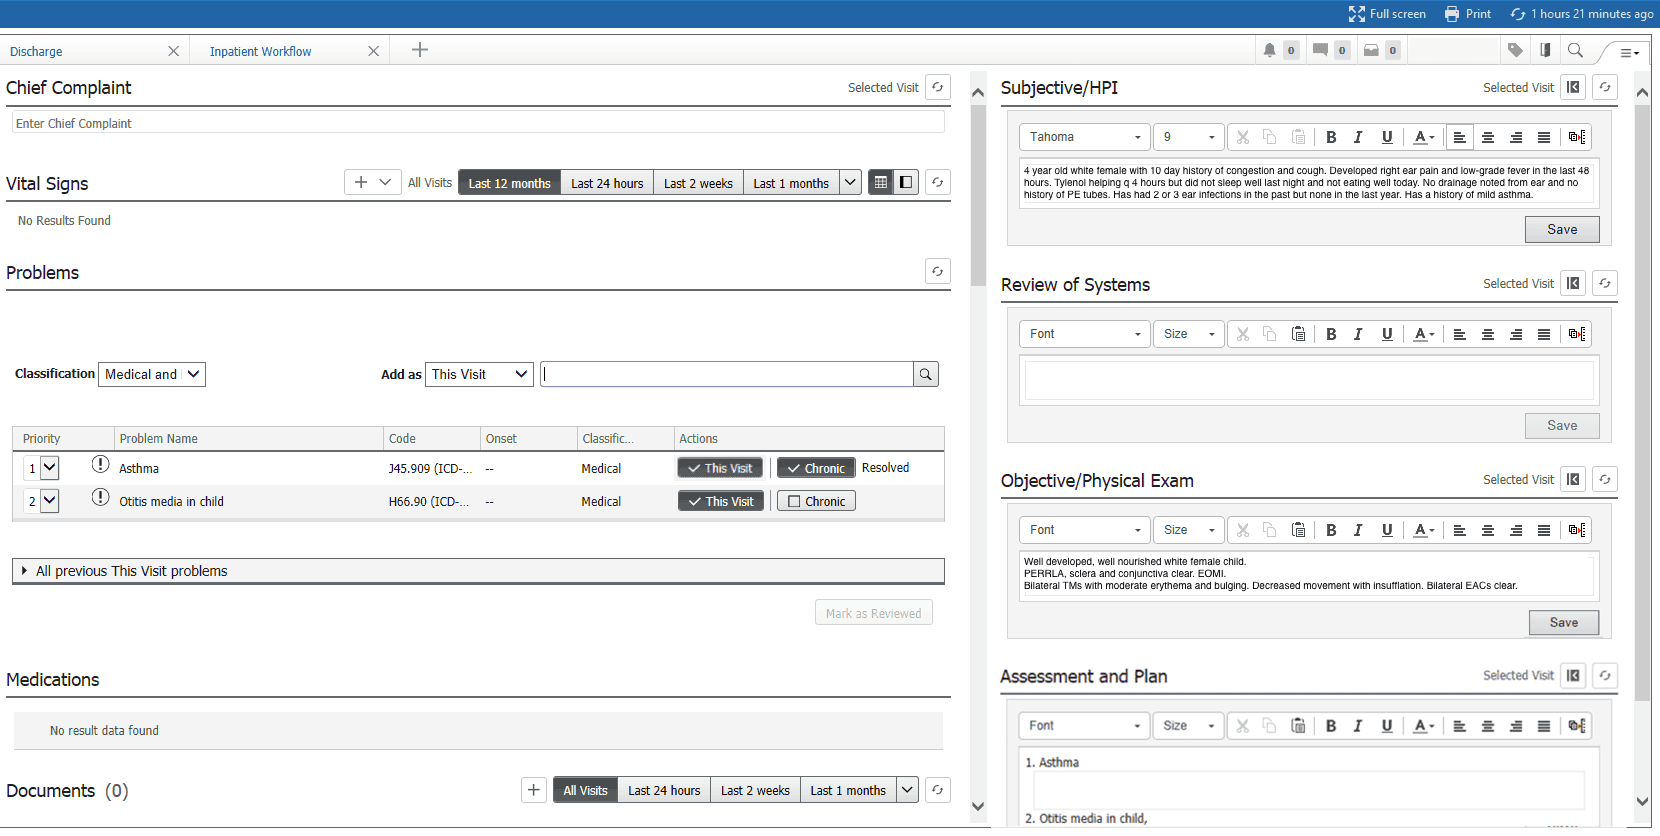 Full screen Print 1 hours 21 minutes ago
Discharge Inpatient Workflow 0 0 0
Chief Complaint Selected Visit
Enter Chief Complaint
Vital Signs All Visits Last 12 months Last 24 hours Last 2 weeks Last 1 months
No Results Found
Problems
Classification Medical and Add as This Visit
Priority Problem Name Code Onset Classific... Actions
1 Asthma J45.909 (ICD-... -- Medical This Visit Chronic Resolved
2 Otitis media in child H66.90 (ICD-... -- Medical This Visit Chronic
All previous This Visit problems
Mark as Reviewed
Medications
No result data found
Documents (0) All Visits Last 24 hours Last 2 weeks Last 1 months
Subjective/HPI Selected Visit
Tahoma 9 B I U A
4 year old white female with 10 day history of congestion and cough. Developed right ear pain and low-grade fever in the last 48
hours. Tylenol helping q 4 hours but did not sleep well last night and not eating well today. No drainage noted from ear and no
history of PE tubes. Has had 2 or 3 ear infections in the past but none in the last year. Has a history of mild asthma.
Save
Review of Systems Selected Visit
Font Size B I U A
Save
Objective/Physical Exam Selected Visit
Font Size B I U A
Well developed, well nourished white female child.
PERRLA, sclera and conjunctiva clear. EOMI.
Bilateral TMs with moderate erythema and bulging. Decreased movement with insufflation. Bilateral EACs clear.
Save
Assessment and Plan Selected Visit
Font Size B I U A
1. Asthma
2. Otitis media in child,